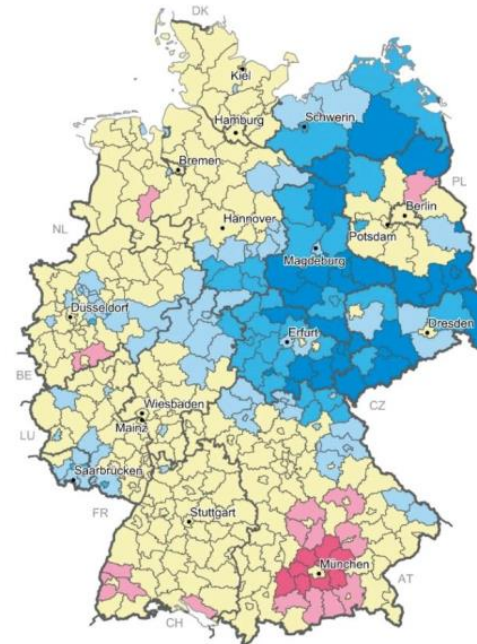 DK
Kiel
Schwerin
Hamburg
Bremen
PL
Berlin
NL
Hannover
Potsdam
Magdeburg
Düsseldorf
Erfurt
Dresden
BE
CZ
Wiesbaden
LU
Mainz
Saarbrücken
FR
Stuttgart
München
AT
CH